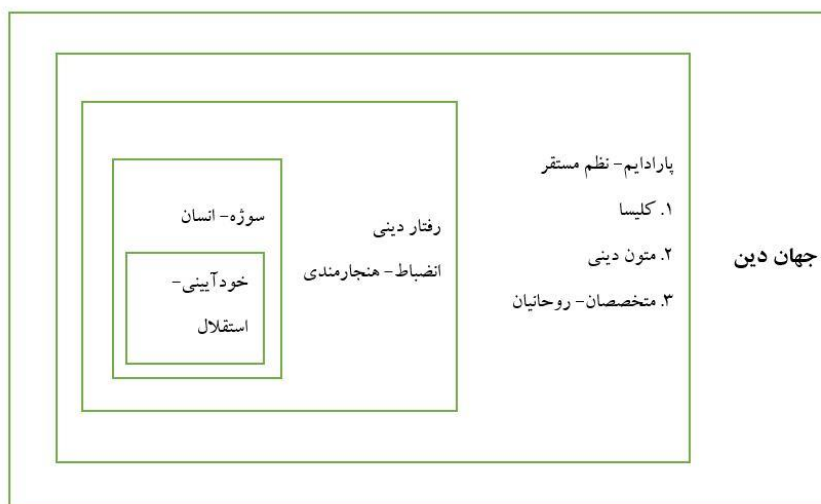 جهان دین
پارادایم- نظم مستقر
۱. کلیسا
۲. متون دینی
۳. متخصصان- روحانیان
رفتار دینی
انضباط- هنجارمندی
سوژه- انسان
خودآیینی-
استقلال